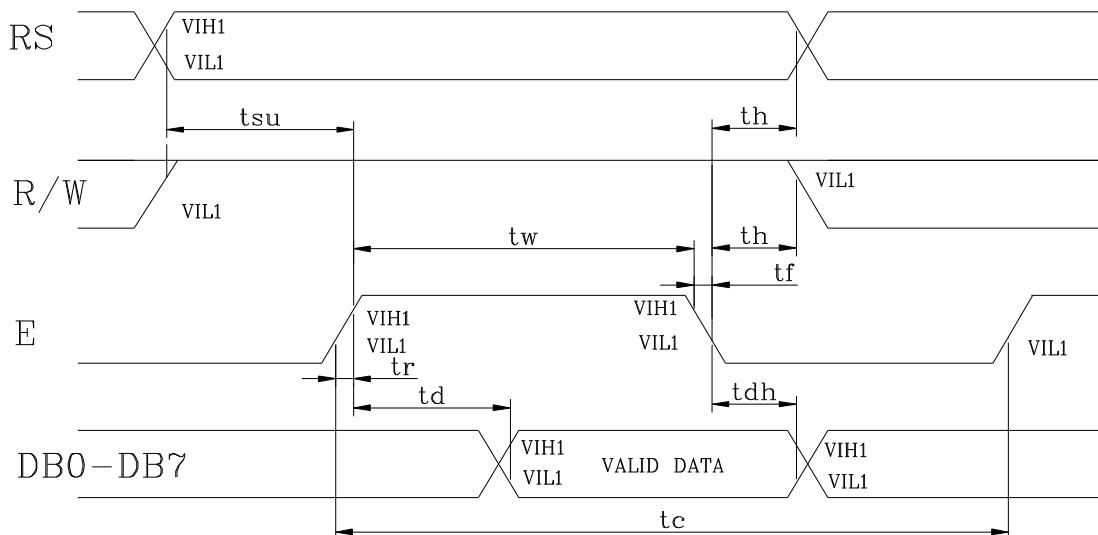 RS
VIH1
VIL1
tsu
th
R/W
VIL1
VIL1
tw
th
tf
E
VIH1
VIL1
VIH1
VIL1
VIL1
tr
td
tdh
DB0-DB7
VIH1
VIL1
VALID DATA
VIH1
VIL1
tc